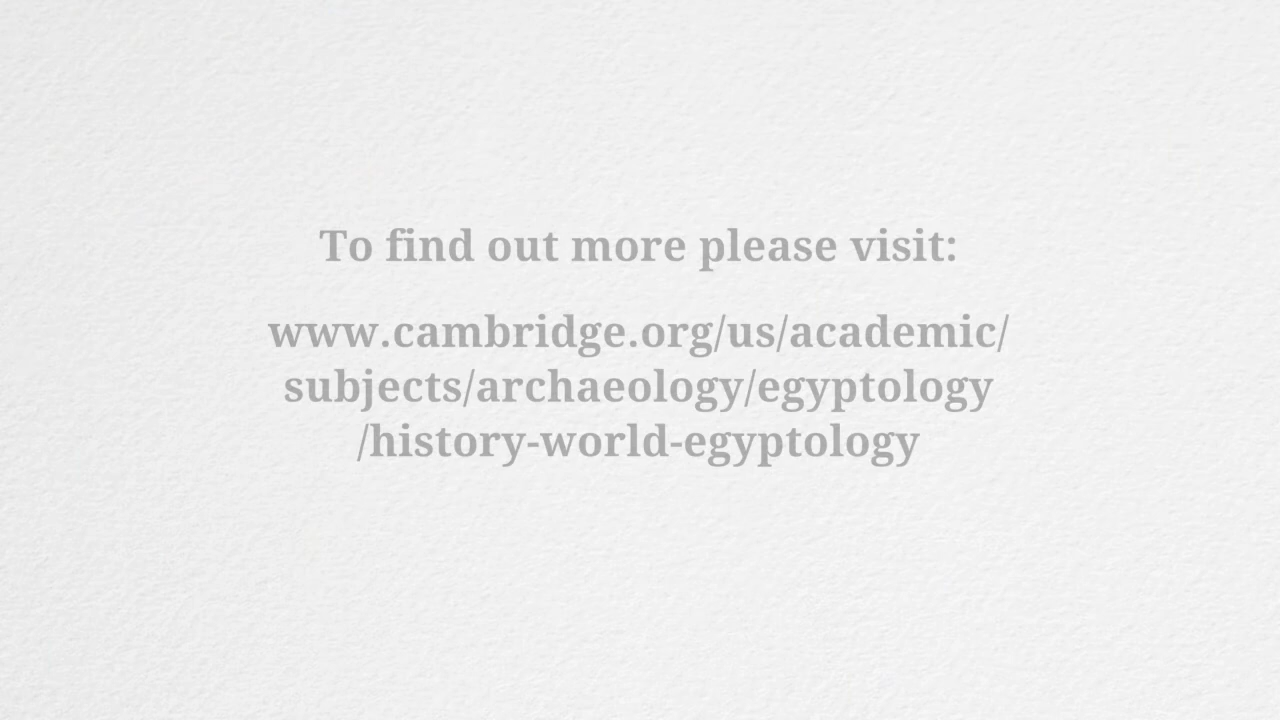 To find out more please visit:
www.cambridge.org/us/academic/
subjects/archaeology/egyptology
/history-world-egyptology